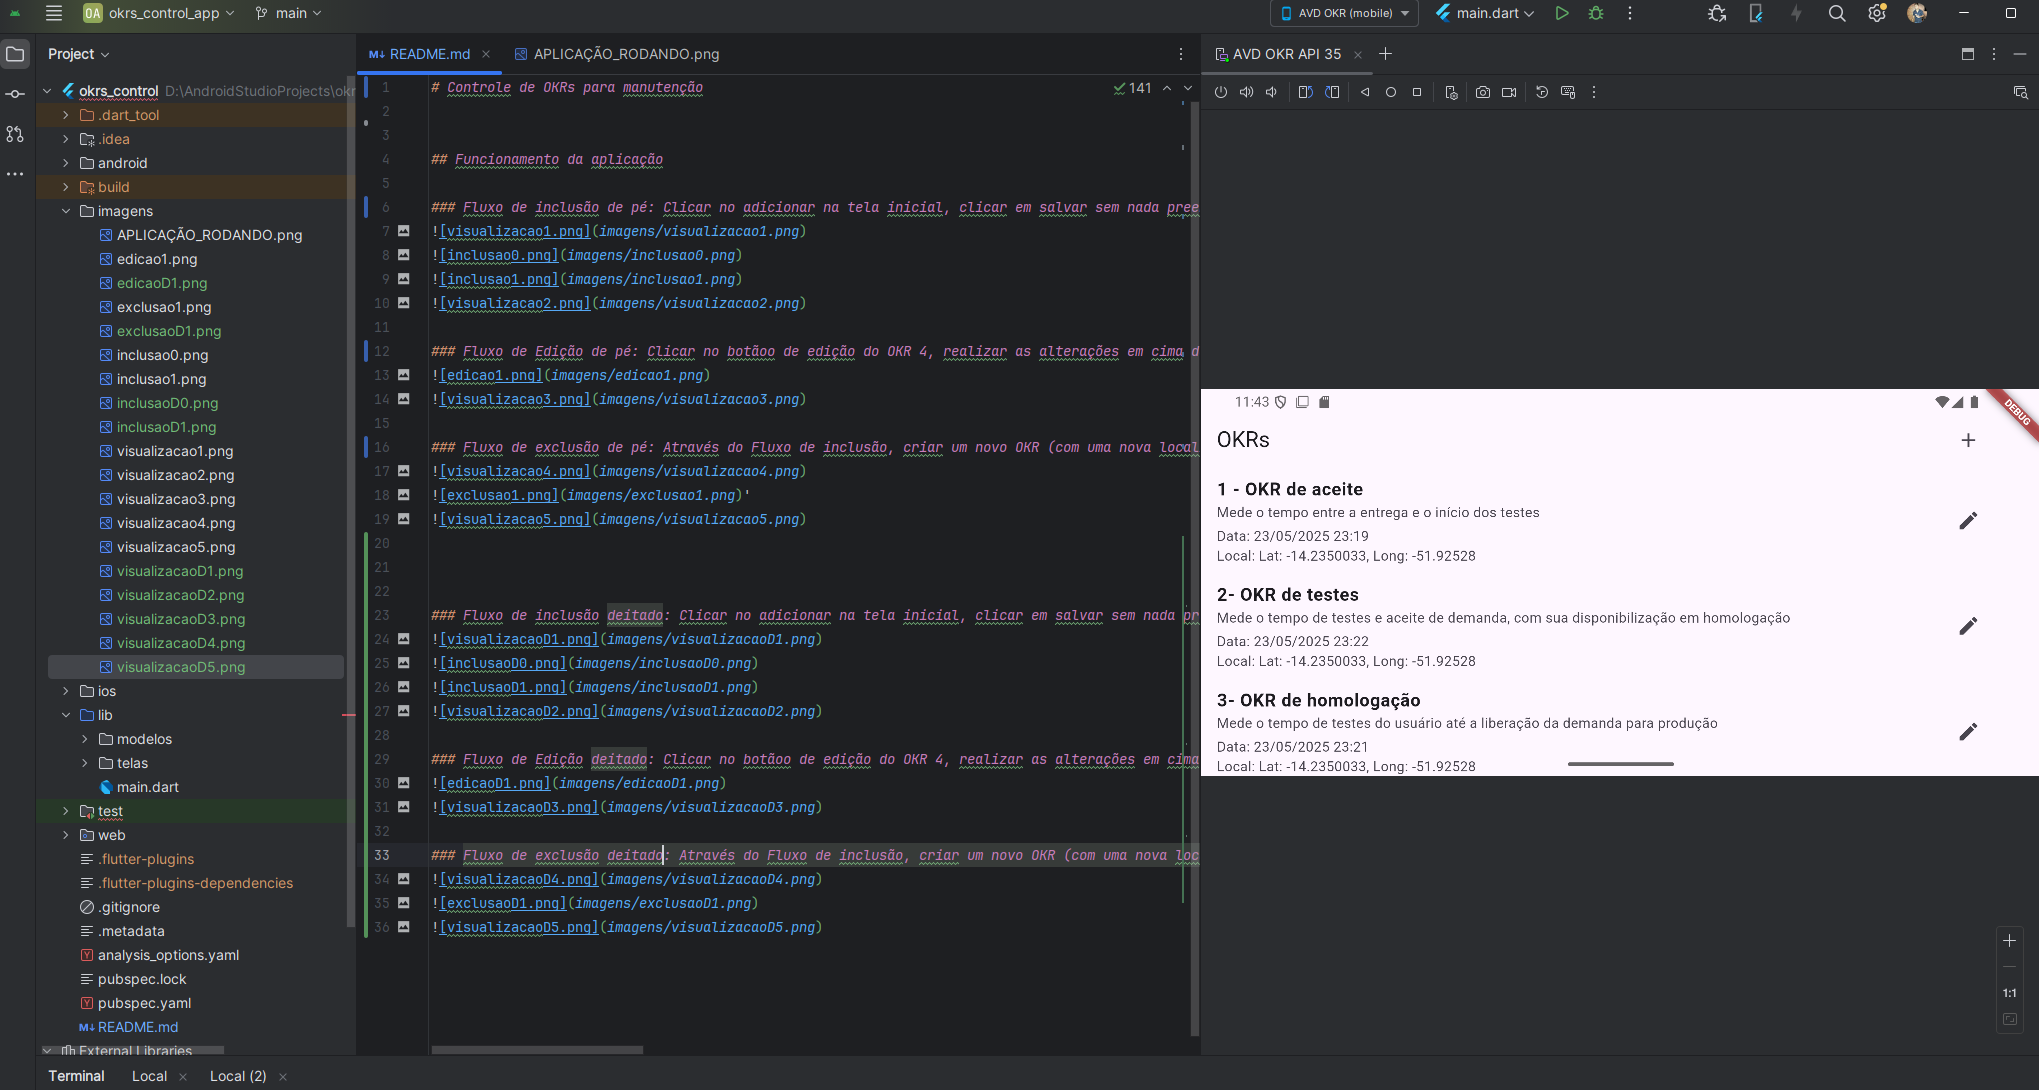 OA okrs_control_app main
AVD OKR (mobile) main.dart
Project
okrs_control D:\AndroidStudioProjects\okr
.dart_tool
.idea
android
build
imagens
APLICAÇÃO_RODANDO.png
edicao1.png
edicaoD1.png
exclusao1.png
exclusaoD1.png
inclusao0.png
inclusao1.png
inclusaoD0.png
inclusaoD1.png
visualizacao1.png
visualizacao2.png
visualizacao3.png
visualizacao4.png
visualizacao5.png
visualizacaoD1.png
visualizacaoD2.png
visualizacaoD3.png
visualizacaoD4.png
visualizacaoD5.png
ios
lib
modelos
telas
main.dart
test
web
.flutter-plugins
.flutter-plugins-dependencies
.gitignore
.metadata
analysis_options.yaml
pubspec.lock
pubspec.yaml
README.md
External Libraries
README.md APLICAÇÃO_RODANDO.png
141
1 # Controle de OKRs para manutenção
2
3
4 ## Funcionamento da aplicação
5
6 ### Fluxo de inclusão de pé: Clicar no adicionar na tela inicial, clicar em salvar sem nada pree
7 ![visualizacao1.png](imagens/visualizacao1.png)
8 ![inclusao0.png](imagens/inclusao0.png)
9 ![inclusao1.png](imagens/inclusao1.png)
10 ![visualizacao2.png](imagens/visualizacao2.png)
11
12 ### Fluxo de Edição de pé: Clicar no botãoo de edição do OKR 4, realizar as alterações em cima d
13 ![edicao1.png](imagens/edicao1.png)
14 ![visualizacao3.png](imagens/visualizacao3.png)
15
16 ### Fluxo de exclusão de pé: Através do Fluxo de inclusão, criar um novo OKR (com uma nova local
17 ![visualizacao4.png](imagens/visualizacao4.png)
18 ![exclusao1.png](imagens/exclusao1.png)'
19 ![visualizacao5.png](imagens/visualizacao5.png)
20
21
22
23 ### Fluxo de inclusão deitado: Clicar no adicionar na tela inicial, clicar em salvar sem nada pr
24 ![visualizacaoD1.png](imagens/visualizacaoD1.png)
25 ![inclusaoD0.png](imagens/inclusaoD0.png)
26 ![inclusaoD1.png](imagens/inclusaoD1.png)
27 ![visualizacaoD2.png](imagens/visualizacaoD2.png)
28
29 ### Fluxo de Edição deitado: Clicar no botãoo de edição do OKR 4, realizar as alterações em cima
30 ![edicaoD1.png](imagens/edicaoD1.png)
31 ![visualizacaoD3.png](imagens/visualizacaoD3.png)
32
33 ### Fluxo de exclusão deitado: Através do Fluxo de inclusão, criar um novo OKR (com uma nova loc
34 ![visualizacaoD4.png](imagens/visualizacaoD4.png)
35 ![exclusaoD1.png](imagens/exclusaoD1.png)
36 ![visualizacaoD5.png](imagens/visualizacaoD5.png)
AVD OKR API 35
11:43
DEBUG
OKRs
1 - OKR de aceite
Mede o tempo entre a entrega e o início dos testes
Data: 23/05/2025 23:19
Local: Lat: -14.2350033, Long: -51.92528
2- OKR de testes
Mede o tempo de testes e aceite de demanda, com sua disponibilização em homologação
Data: 23/05/2025 23:22
Local: Lat: -14.2350033, Long: -51.92528
3- OKR de homologação
Mede o tempo de testes do usuário até a liberação da demanda para produção
Data: 23/05/2025 23:21
Local: Lat: -14.2350033, Long: -51.92528
1:1
Terminal Local Local (2)